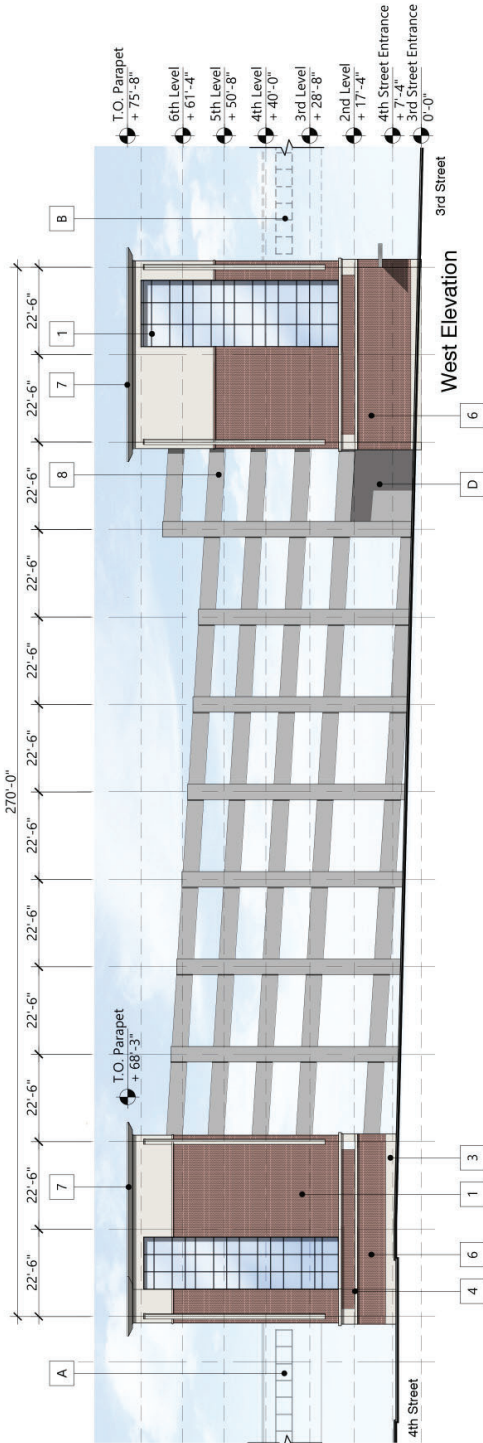 270'-0"
22'-6" 22'-6" 22'-6" 22'-6" 22'-6" 22'-6" 22'-6" 22'-6" 22'-6" 22'-6" 22'-6" 22'-6"
A 7 8 7 1 B
T.O. Parapet
+ 68'-3"
T.O. Parapet
+ 75'-8"
6th Level
+ 61'-4"
5th Level
+ 50'-8"
4th Level
+ 40'-0"
3rd Level
+ 28'-8"
2nd Level
+ 17'-4"
4th Street Entrance
+ 7'-4"
3rd Street Entrance
0'-0"
4th Street
3rd Street
4 6 1 3 D 6
West Elevation